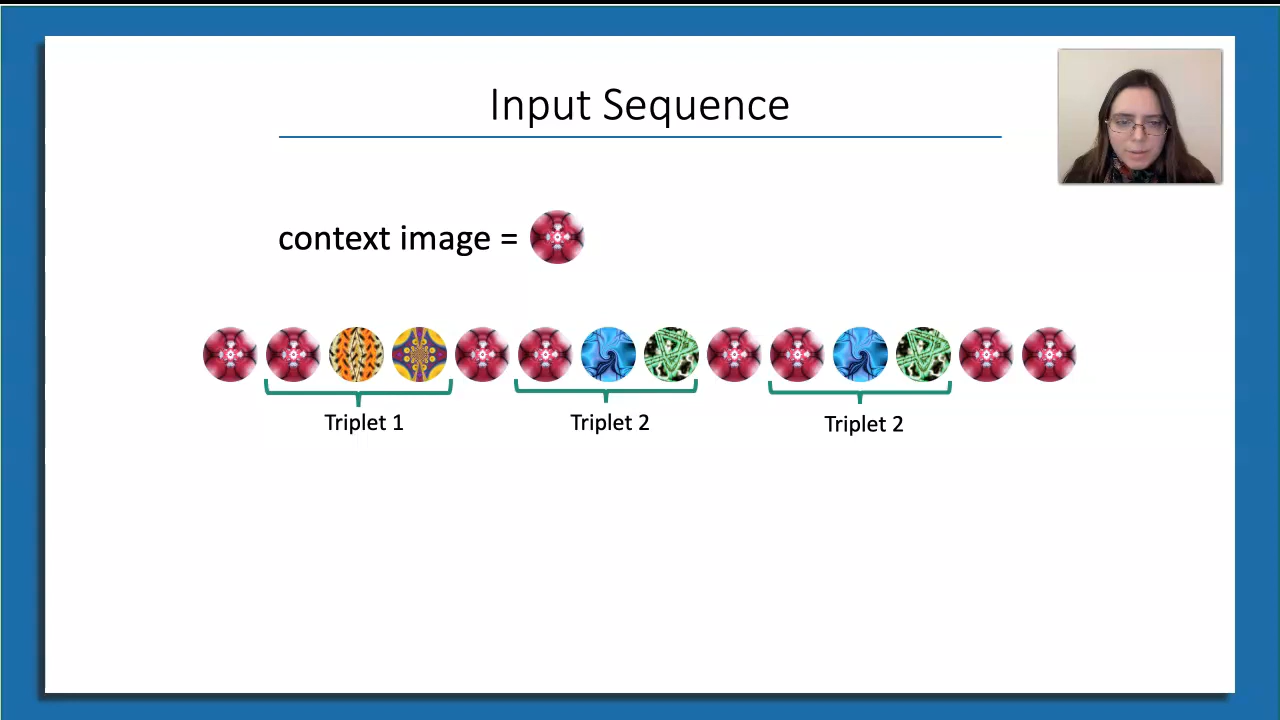 Input Sequence
context image =
Triplet 1
Triplet 2
Triplet 2